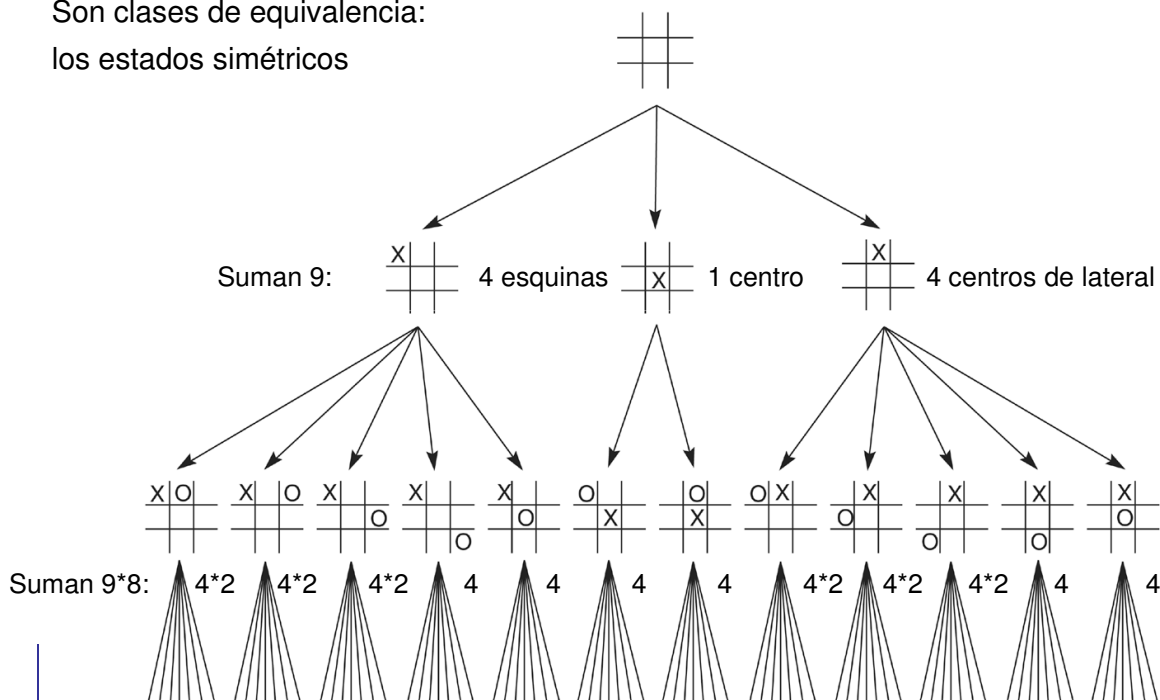 Son clases de equivalencia:
los estados simétricos
X X
Suman 9: 4 esquinas X 1 centro 4 centros de lateral
X O X O X X X O O O X X X X X
O O X X O O
O O O
Suman 9*8: 4*2 4*2 4*2 4 4 4 4 4*2 4*2 4*2 4 4